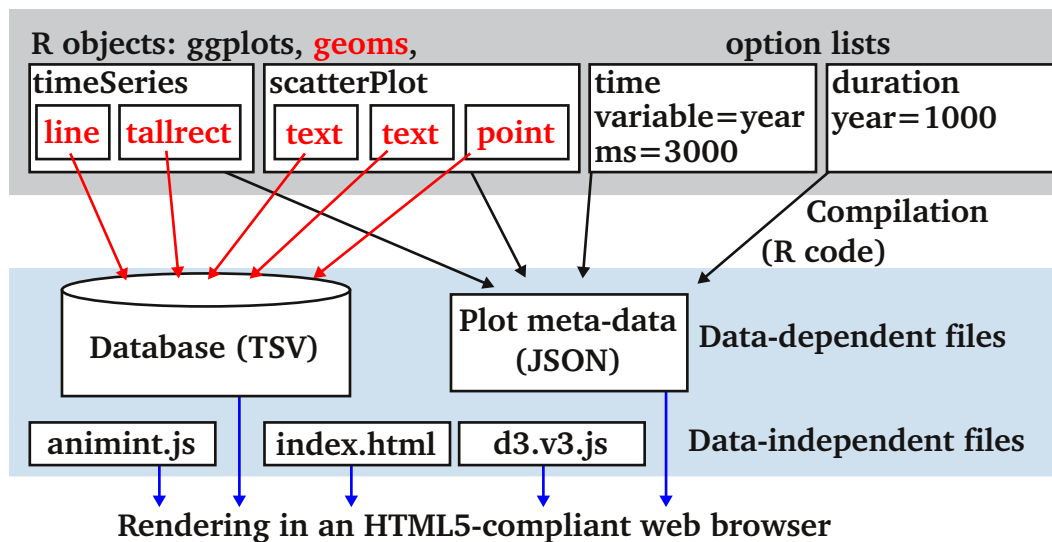 R objects: ggplots, geoms,
option lists
timeSeries
line
tallrect
scatterPlot
text
text
point
time
variable=year
ms=3000
duration
year=1000
Compilation
(R code)
Database (TSV)
Plot meta-data
(JSON)
Data-dependent files
animint.js
index.html
d3.v3.js
Data-independent files
Rendering in an HTML5-compliant web browser